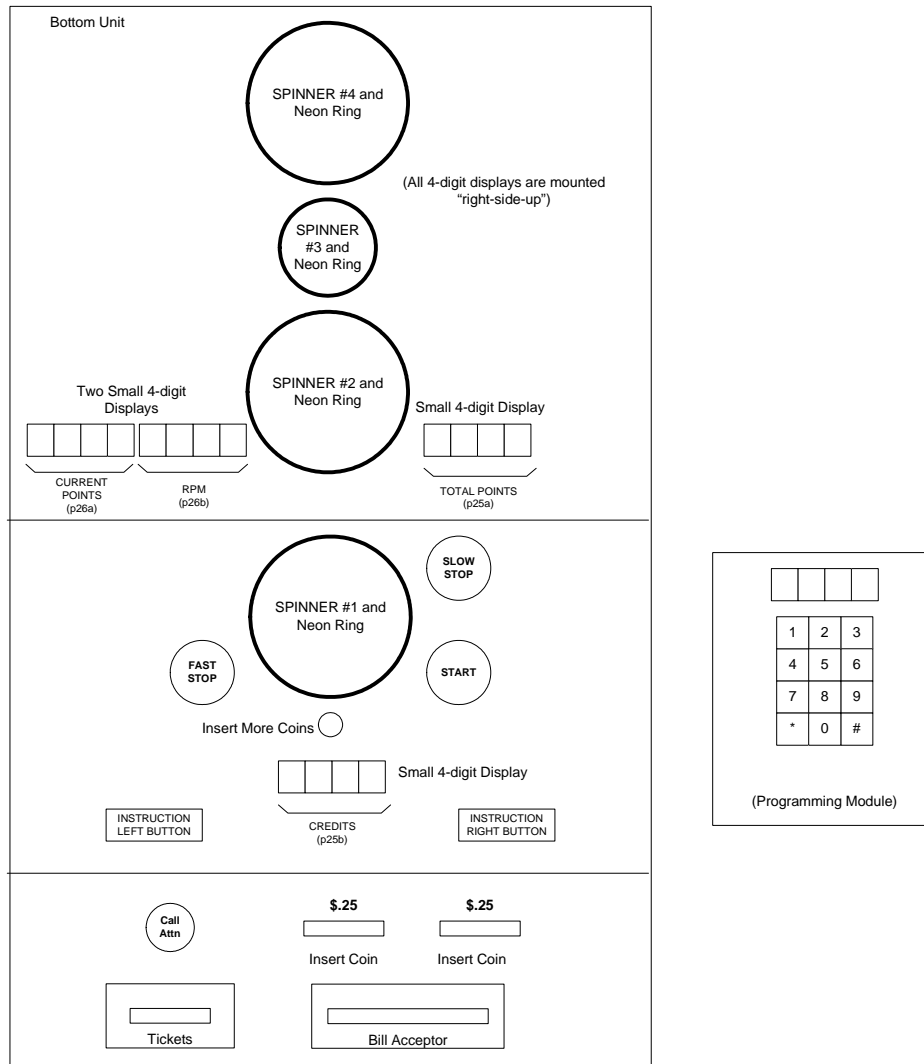 Bottom Unit
SPINNER #4 and
Neon Ring
(All 4-digit displays are mounted
“right-side-up”)
SPINNER
#3 and
Neon Ring
SPINNER #2 and
Neon Ring
Two Small 4-digit
Displays
Small 4-digit Display
CURRENT
POINTS
(p26a)
RPM
(p26b)
TOTAL POINTS
(p25a)
SLOW
STOP
SPINNER #1 and
Neon Ring
FAST
STOP
START
Insert More Coins
Small 4-digit Display
INSTRUCTION
LEFT BUTTON
CREDITS
(p25b)
INSTRUCTION
RIGHT BUTTON
Call
Attn
$.25
$.25
Insert Coin
Insert Coin
Tickets
Bill Acceptor
1 2 3
4 5 6
7 8 9
* 0 #
(Programming Module)